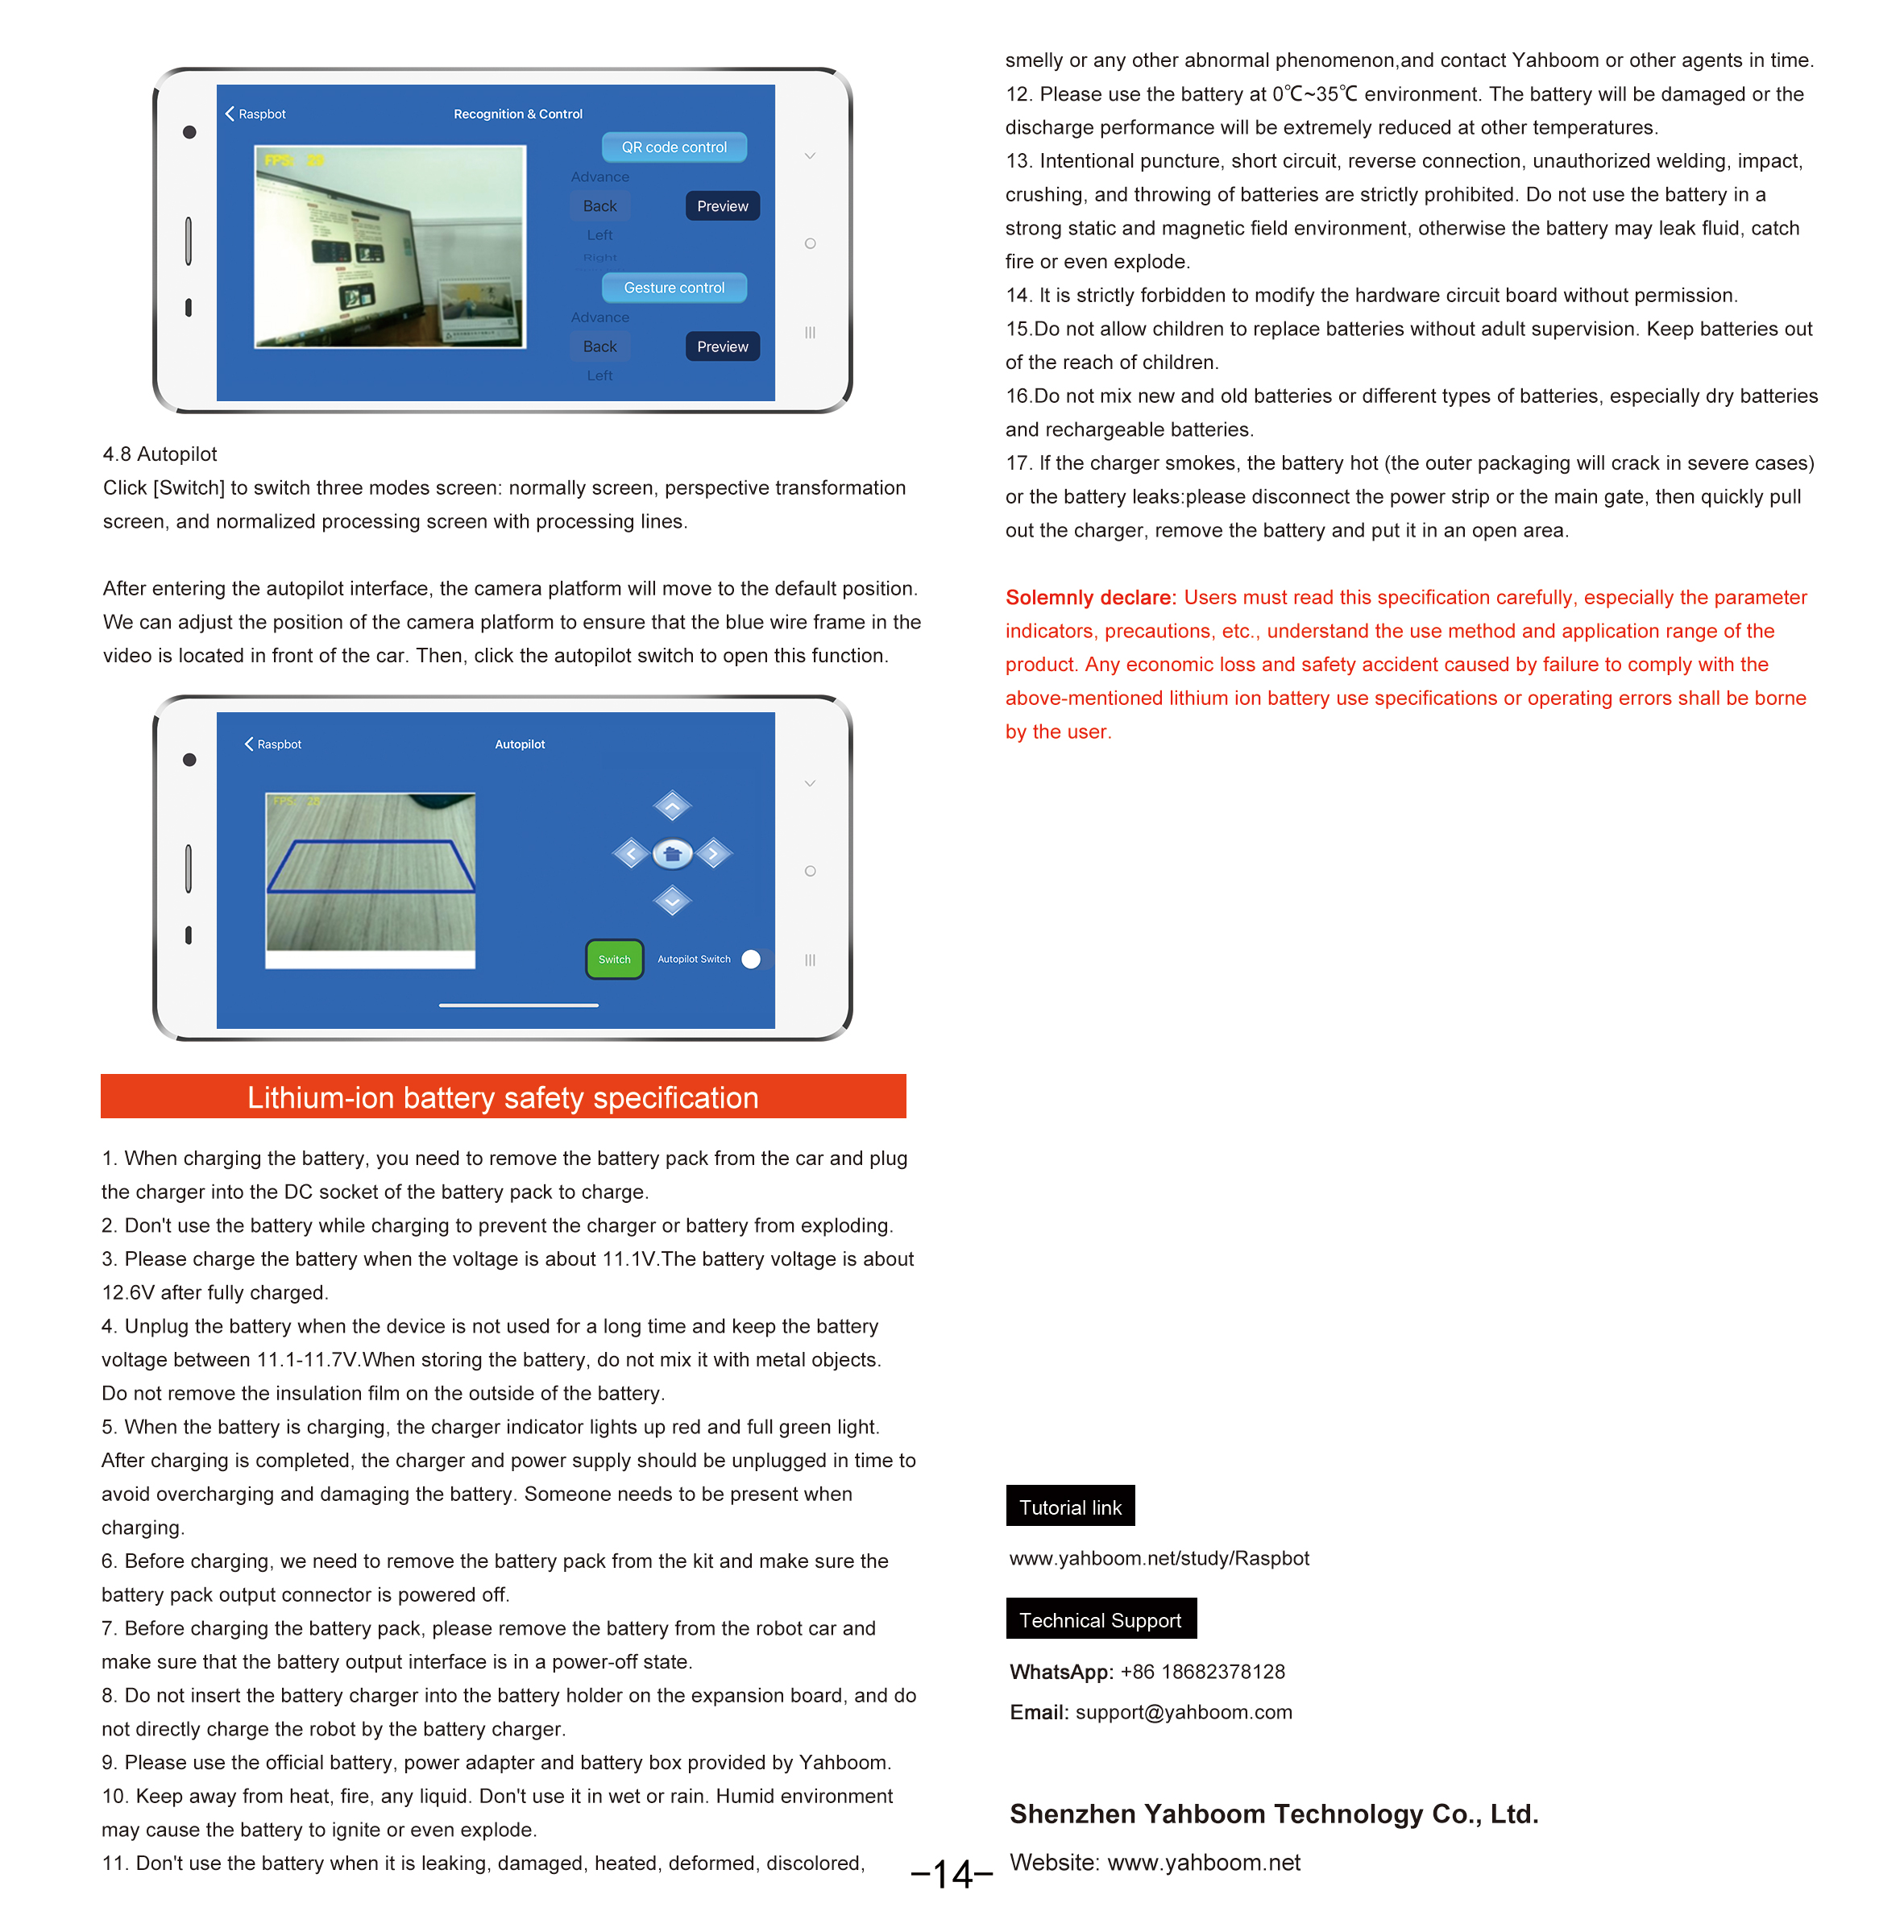 Raspbot
Recognition & Control
FPS: 28
QR code control
Advance
Back
Preview
Left
Right
Gesture control
Advance
Back
Preview
Left
4.8 Autopilot
Click [Switch] to switch three modes screen: normally screen, perspective transformation
screen, and normalized processing screen with processing lines.
After entering the autopilot interface, the camera platform will move to the default position.
We can adjust the position of the camera platform to ensure that the blue wire frame in the
video is located in front of the car. Then, click the autopilot switch to open this function.
Raspbot
Autopilot
FPS: 28
Switch
Autopilot Switch
Lithium-ion battery safety specification
1. When charging the battery, you need to remove the battery pack from the car and plug
the charger into the DC socket of the battery pack to charge.
2. Don't use the battery while charging to prevent the charger or battery from exploding.
3. Please charge the battery when the voltage is about 11.1V.The battery voltage is about
12.6V after fully charged.
4. Unplug the battery when the device is not used for a long time and keep the battery
voltage between 11.1-11.7V.When storing the battery, do not mix it with metal objects.
Do not remove the insulation film on the outside of the battery.
5. When the battery is charging, the charger indicator lights up red and full green light.
After charging is completed, the charger and power supply should be unplugged in time to
avoid overcharging and damaging the battery. Someone needs to be present when
charging.
6. Before charging, we need to remove the battery pack from the kit and make sure the
battery pack output connector is powered off.
7. Before charging the battery pack, please remove the battery from the robot car and
make sure that the battery output interface is in a power-off state.
8. Do not insert the battery charger into the battery holder on the expansion board, and do
not directly charge the robot by the battery charger.
9. Please use the official battery, power adapter and battery box provided by Yahboom.
10. Keep away from heat, fire, any liquid. Don't use it in wet or rain. Humid environment
may cause the battery to ignite or even explode.
11. Don't use the battery when it is leaking, damaged, heated, deformed, discolored,
smelly or any other abnormal phenomenon,and contact Yahboom or other agents in time.
12. Please use the battery at 0℃~35℃ environment. The battery will be damaged or the
discharge performance will be extremely reduced at other temperatures.
13. Intentional puncture, short circuit, reverse connection, unauthorized welding, impact,
crushing, and throwing of batteries are strictly prohibited. Do not use the battery in a
strong static and magnetic field environment, otherwise the battery may leak fluid, catch
fire or even explode.
14. It is strictly forbidden to modify the hardware circuit board without permission.
15.Do not allow children to replace batteries without adult supervision. Keep batteries out
of the reach of children.
16.Do not mix new and old batteries or different types of batteries, especially dry batteries
and rechargeable batteries.
17. If the charger smokes, the battery hot (the outer packaging will crack in severe cases)
or the battery leaks:please disconnect the power strip or the main gate, then quickly pull
out the charger, remove the battery and put it in an open area.
Solemnly declare: Users must read this specification carefully, especially the parameter
indicators, precautions, etc., understand the use method and application range of the
product. Any economic loss and safety accident caused by failure to comply with the
above-mentioned lithium ion battery use specifications or operating errors shall be borne
by the user.
Tutorial link
www.yahboom.net/study/Raspbot
Technical Support
WhatsApp: +86 18682378128
Email: support@yahboom.com
Shenzhen Yahboom Technology Co., Ltd.
Website: www.yahboom.net
-14-